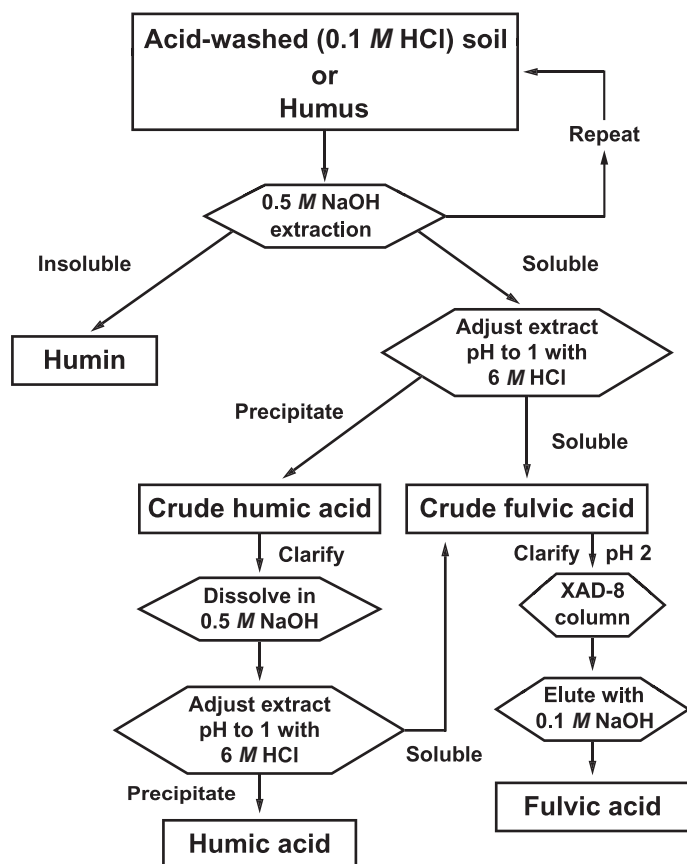 Acid-washed (0.1 M HCl) soil
or
Humus
Repeat
0.5 M NaOH
extraction
Insoluble
Soluble
Humin
Adjust extract
pH to 1 with
6 M HCl
Precipitate
Soluble
Crude humic acid
Crude fulvic acid
Clarify
Clarify pH 2
Dissolve in
0.5 M NaOH
XAD-8
column
Adjust extract
pH to 1 with
6 M HCl
Soluble
Elute with
0.1 M NaOH
Precipitate
Humic acid
Fulvic acid